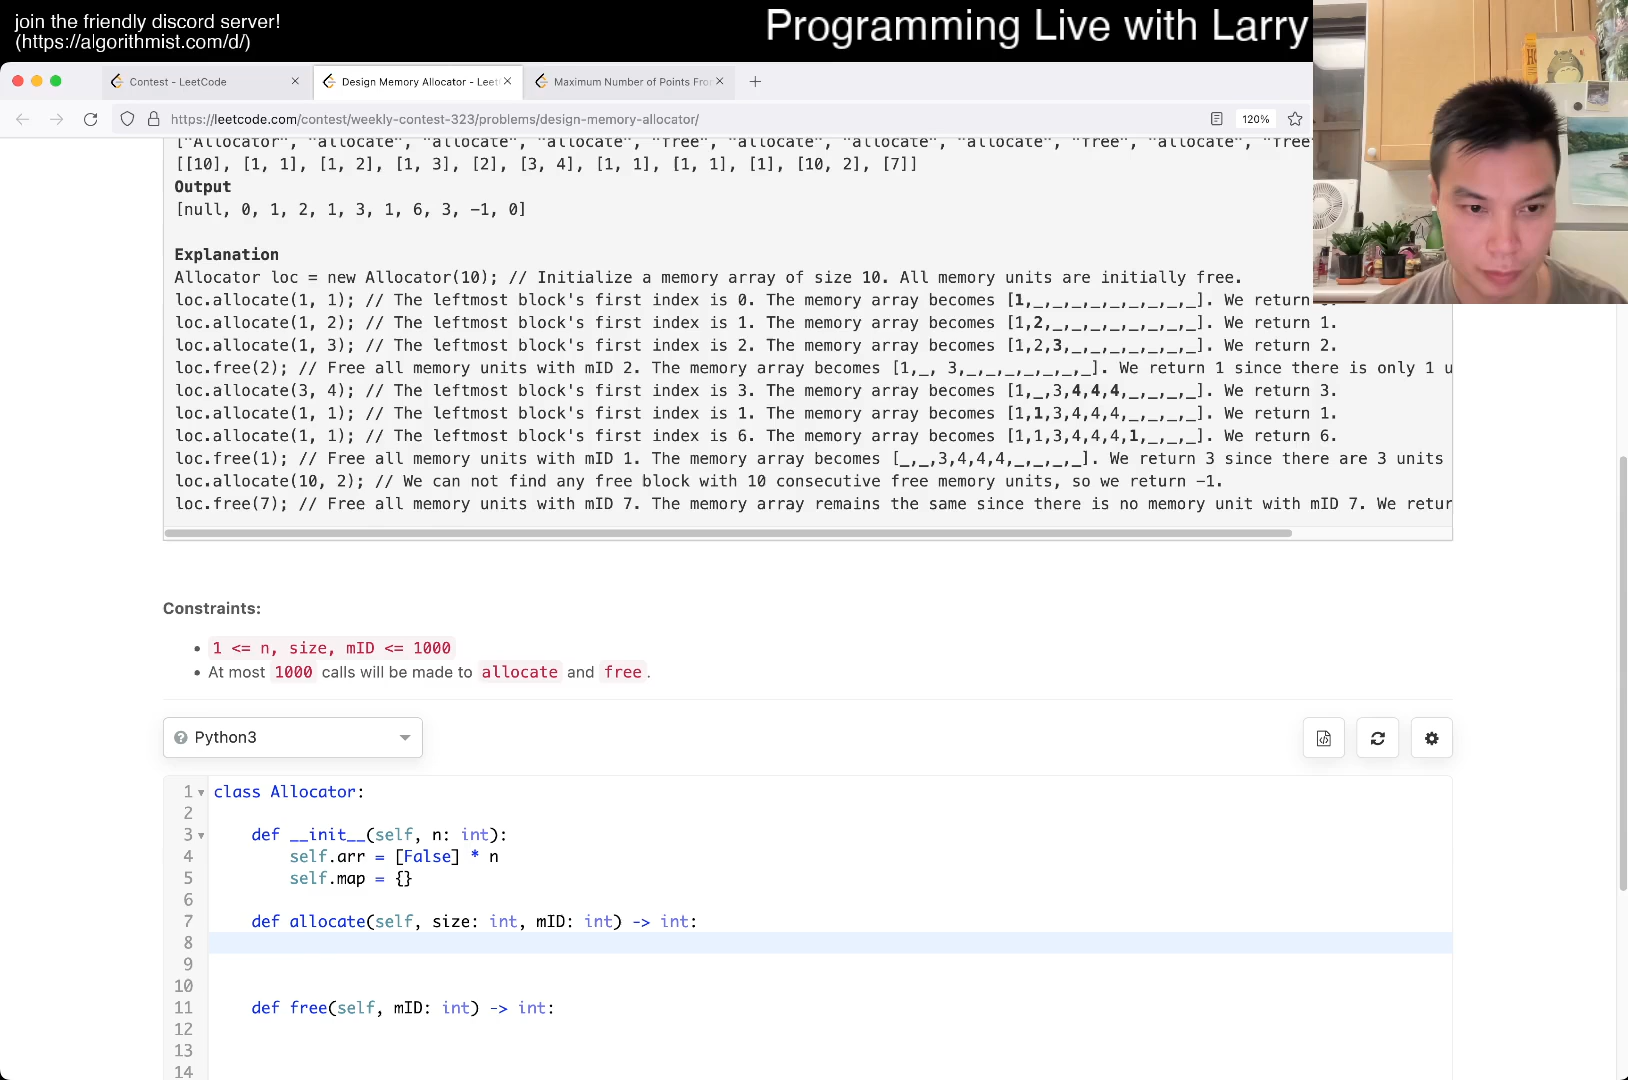 join the friendly discord server!
(https://algorithmist.com/d/)
Programming Live with Larry
Contest - LeetCode
Design Memory Allocator - Leet
Maximum Number of Points Fro
https://leetcode.com/contest/weekly-contest-323/problems/design-memory-allocator/
120%
["Allocator", "allocate", "allocate", "allocate", "free", "allocate", "allocate", "allocate", "free", "allocate", "free"
[[10], [1, 1], [1, 2], [1, 3], [2], [3, 4], [1, 1], [1, 1], [1], [10, 2], [7]]
Output
[null, 0, 1, 2, 1, 3, 1, 6, 3, -1, 0]
Explanation
Allocator loc = new Allocator(10); // Initialize a memory array of size 10. All memory units are initially free.
loc.allocate(1, 1); // The leftmost block's first index is 0. The memory array becomes [1,_,_,_,_,_,_,_,_,_]. We return
loc.allocate(1, 2); // The leftmost block's first index is 1. The memory array becomes [1,2,_,_,_,_,_,_,_,_]. We return 1.
loc.allocate(1, 3); // The leftmost block's first index is 2. The memory array becomes [1,2,3,_,_,_,_,_,_,_]. We return 2.
loc.free(2); // Free all memory units with mID 2. The memory array becomes [1,_, 3,_,_,_,_,_,_,_]. We return 1 since there is only 1 u
loc.allocate(3, 4); // The leftmost block's first index is 3. The memory array becomes [1,_,3,4,4,4,_,_,_,_]. We return 3.
loc.allocate(1, 1); // The leftmost block's first index is 1. The memory array becomes [1,1,3,4,4,4,_,_,_,_]. We return 1.
loc.allocate(1, 1); // The leftmost block's first index is 6. The memory array becomes [1,1,3,4,4,4,1,_,_,_]. We return 6.
loc.free(1); // Free all memory units with mID 1. The memory array becomes [_,_,3,4,4,4,_,_,_,_]. We return 3 since there are 3 units
loc.allocate(10, 2); // We can not find any free block with 10 consecutive free memory units, so we return -1.
loc.free(7); // Free all memory units with mID 7. The memory array remains the same since there is no memory unit with mID 7. We retur
Constraints:
• 1 <= n, size, mID <= 1000
• At most 1000 calls will be made to allocate and free.
Python3
1 class Allocator:
2
3 def __init__(self, n: int):
4 self.arr = [False] * n
5 self.map = {}
6
7 def allocate(self, size: int, mID: int) -> int:
8
9
10
11 def free(self, mID: int) -> int:
12
13
14